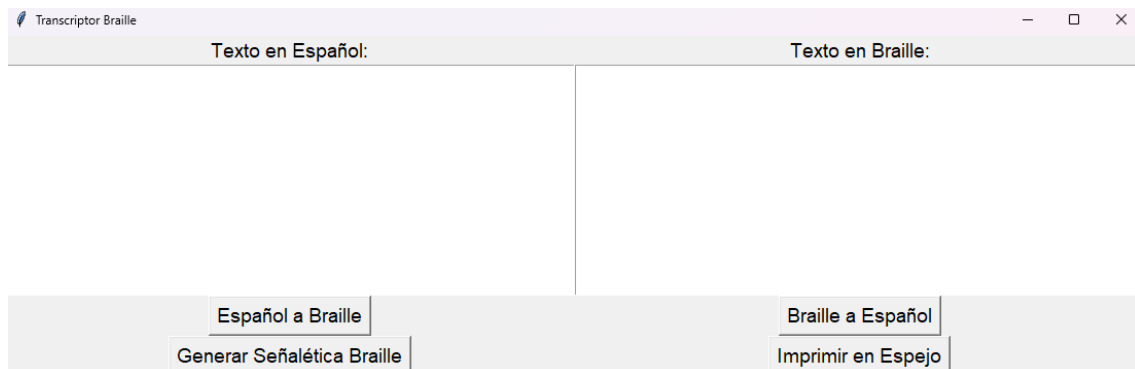 Transcriptor Braille
Texto en Español: Texto en Braille:
Español a Braille Braille a Español
Generar Señalética Braille Imprimir en Espejo